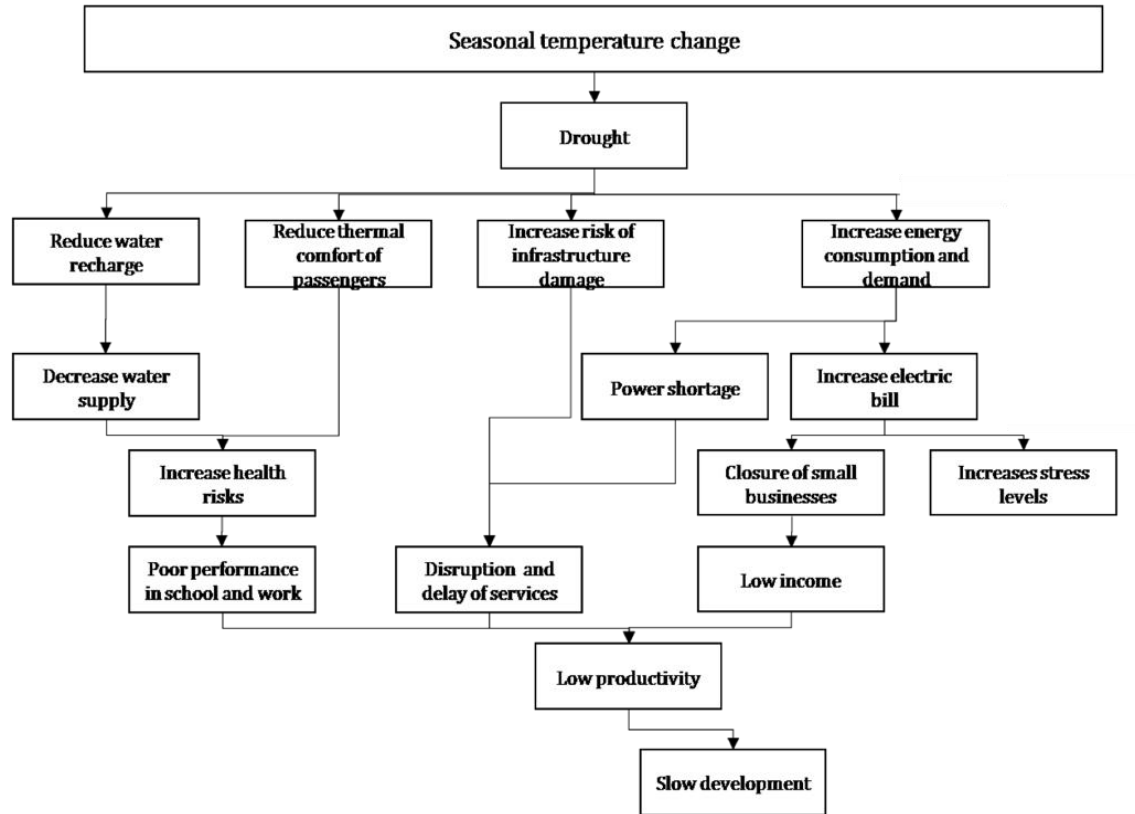 Seasonal temperature change
Drought
Reduce water
recharge
Reduce thermal
comfort of
passengers
Increase risk of
infrastructure
damage
Increase energy
consumption and
demand
Decrease water
supply
Power shortage
Increase electric
bill
Increase health
risks
Closure of small
businesses
Increases stress
levels
Poor performance
in school and work
Disruption and
delay of services
Low income
Low productivity
Slow development